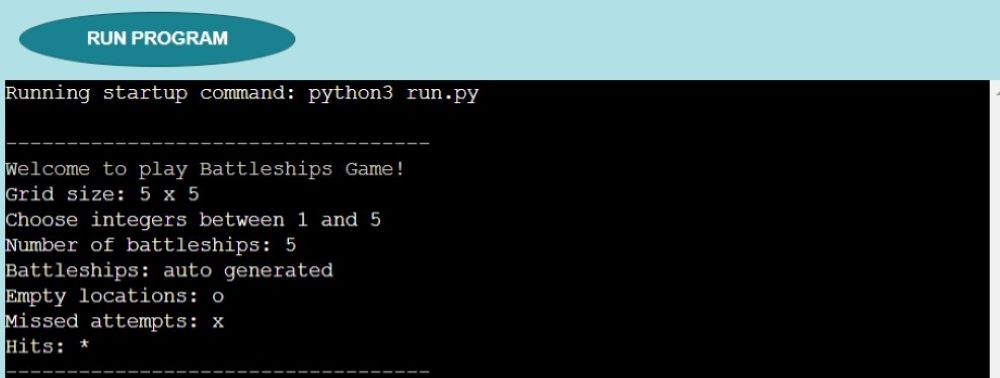 RUN PROGRAM
Running startup command: python3 run.py
-----------------------------------
Welcome to play Battleships Game!
Grid size: 5 x 5
Choose integers between 1 and 5
Number of battleships: 5
Battleships: auto generated
Empty locations: o
Missed attempts: x
Hits: *
-----------------------------------